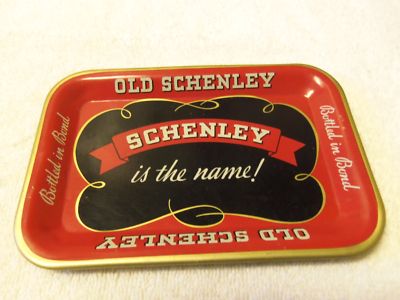 OLD SCHENLEY
SCHENLEY
is the name!
Bottled in Bond
Bottled in Bond
OLD SCHENLEY